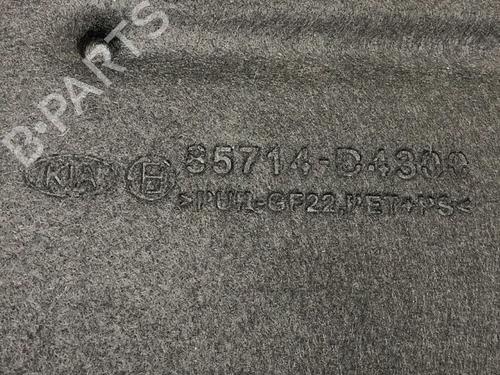 B-PARTS
KIA H 85714-D4300
>PUR-GF22,PET+PS<